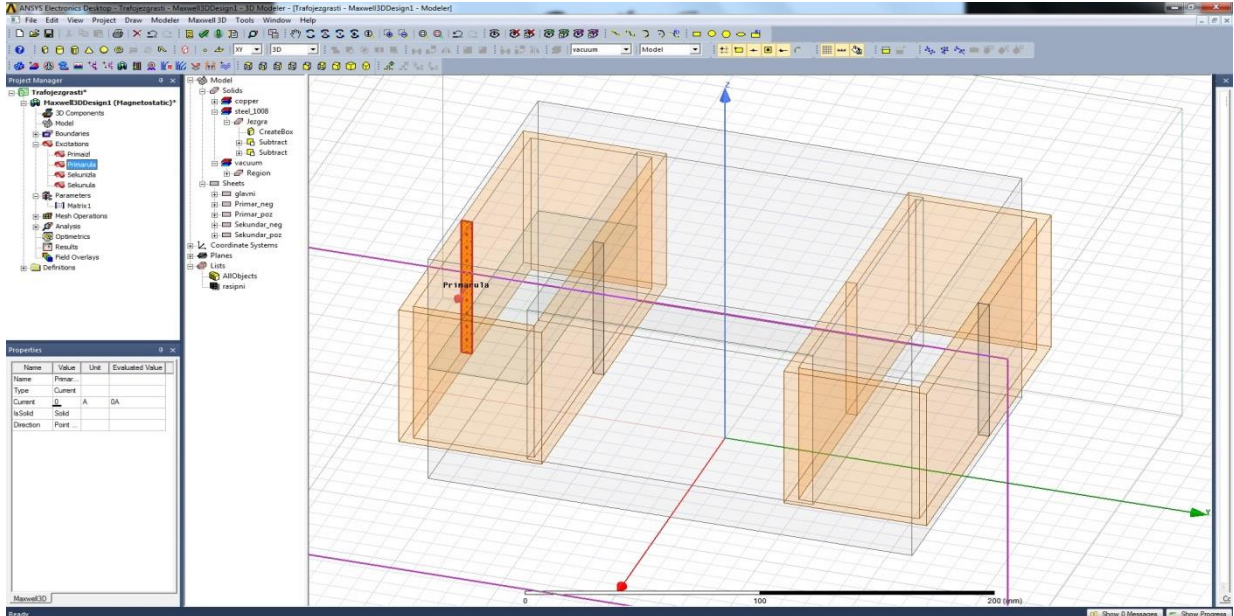 ANSYS Electronics Desktop - Trafojezgrasti - Maxwell3DDesign1 - 3D Modeler - [Trafojezgrasti - Maxwell3DDesign1 - Modeler]
File Edit View Project Draw Modeler Maxwell 3D Tools Window Help
XY 3D vacuum Model
Project Manager
Trafojezgrasti*
Maxwell3DDesign1 (Magnetostatic)*
3D Components
Model
Boundaries
Excitations
Primaizl
Primarula
Sekunizla
Sekunula
Parameters
Matrix1
Mesh Operations
Analysis
Optimetrics
Results
Field Overlays
Definitions
Model
Solids
copper
steel_1008
Jezgra
CreateBox
Subtract
Subtract
vacuum
Region
Sheets
glavni
Primar_neg
Primar_poz
Sekundar_neg
Sekundar_poz
Coordinate Systems
Planes
Lists
AllObjects
rasipni
Properties
Name Value Unit Evaluated Value
Name Primar...
Type Current
Current 0 A 0A
IsSolid Solid
Direction Point ...
Maxwell3D
Z
Primarula
Y
0 100 200 (mm)
Ready
Show 0 Messages Show Progress